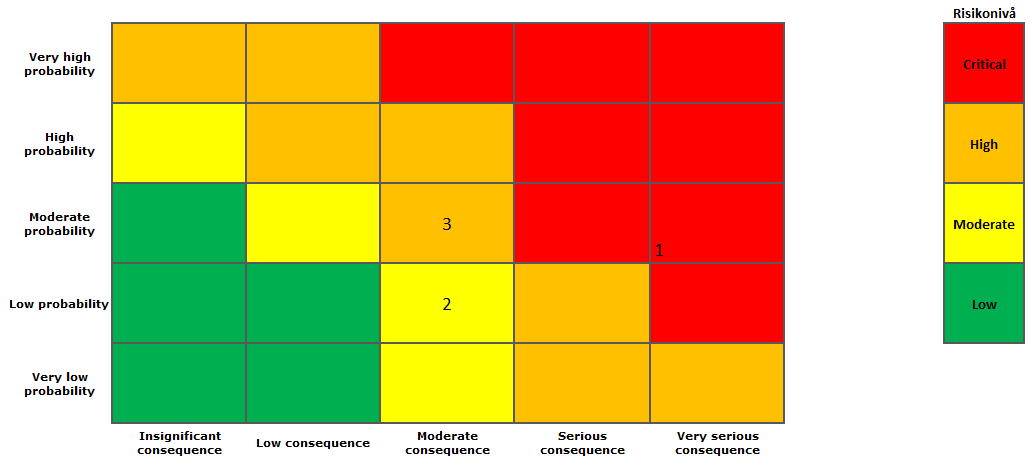 Risikonivå
Very high
probability
Critical
High
probability
High
Moderate
probability
3
1
Moderate
Low probability
2
Low
Very low
probability
Insignificant
consequence
Low consequence
Moderate
consequence
Serious
consequence
Very serious
consequence